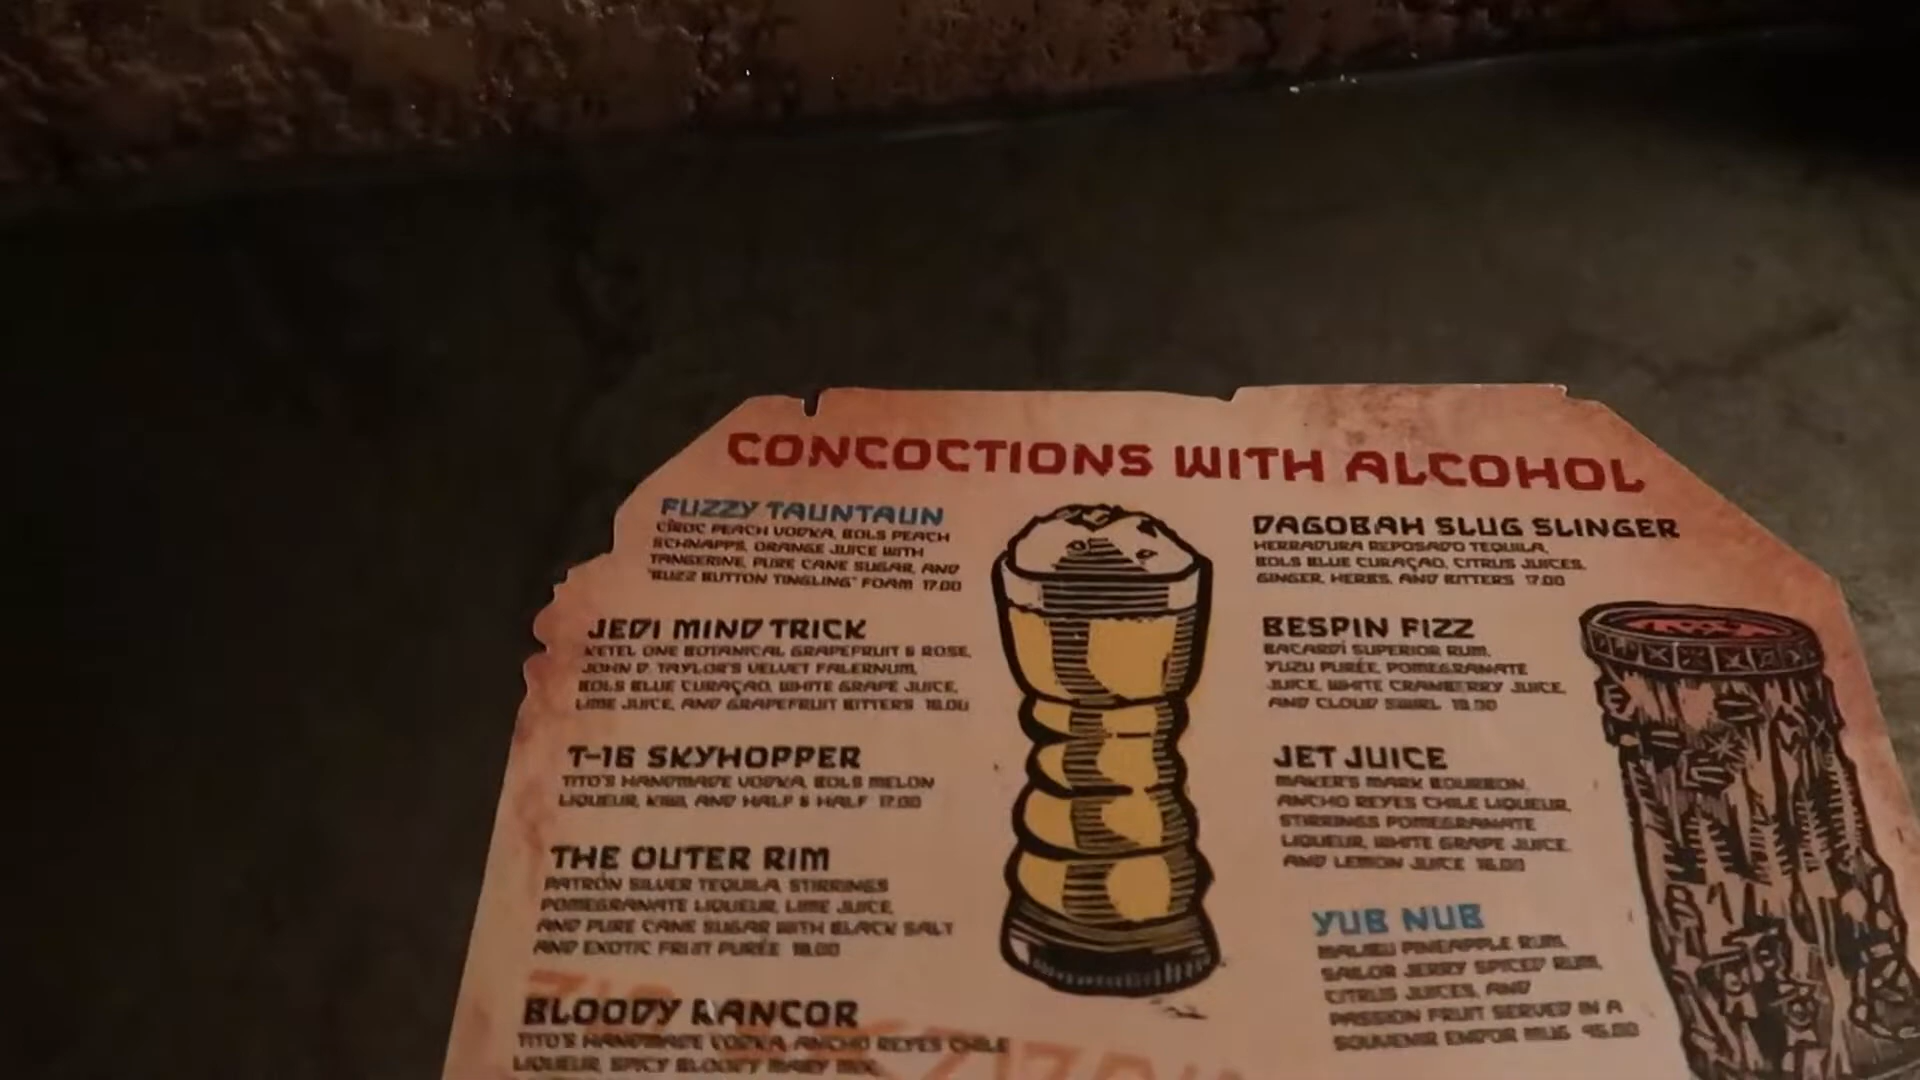 CONCOCTIONS WITH ALCOHOL
FUZZY TAUNTAUN
CÎROC PEACH VODKA, BOLS PEACH
SCHNAPPS, ORANGE JUICE WITH
TANGERINE, PURE CANE SUGAR, AND
"BUZZ BUTTON TINGLING" FOAM 17.00
JEDI MIND TRICK
KETEL ONE BOTANICAL GRAPEFRUIT & ROSE,
JOHN D. TAYLOR'S VELVET FALERNUM,
BOLS BLUE CURAÇAO, WHITE GRAPE JUICE,
LIME JUICE, AND GRAPEFRUIT BITTERS
T-16 SKYHOPPER
TITO'S HANDMADE VODKA, BOLS MELON
LIQUEUR, KIWI, AND HALF & HALF 17.00
THE OUTER RIM
PATRÓN SILVER TEQUILA, STIRRINGS
POMEGRANATE LIQUEUR, LIME JUICE,
AND PURE CANE SUGAR WITH BLACK SALT
AND EXOTIC FRUIT PURÉE 18.00
BLOODY RANCOR
TITO'S HANDMADE VODKA, ANCHO REYES CHILE
LIQUEUR, SPICY BLOODY MARY MIX,
DAGOBAH SLUG SLINGER
HERRADURA REPOSADO TEQUILA,
BOLS BLUE CURAÇAO, CITRUS JUICES,
GINGER, HERBS, AND BITTERS 17.00
BESPIN FIZZ
BACARDÍ SUPERIOR RUM,
YUZU PURÉE, POMEGRANATE
JUICE, WHITE CRANBERRY JUICE,
AND CLOUD SWIRL
JET JUICE
MAKER'S MARK BOURBON,
ANCHO REYES CHILE LIQUEUR,
STIRRINGS POMEGRANATE
LIQUEUR, WHITE GRAPE JUICE,
AND LEMON JUICE 16.00
YUB NUB
MALIBU PINEAPPLE RUM,
SAILOR JERRY SPICED RUM,
CITRUS JUICES, AND
PASSION FRUIT SERVED IN A
SOUVENIR ENDOR MUG 45.00